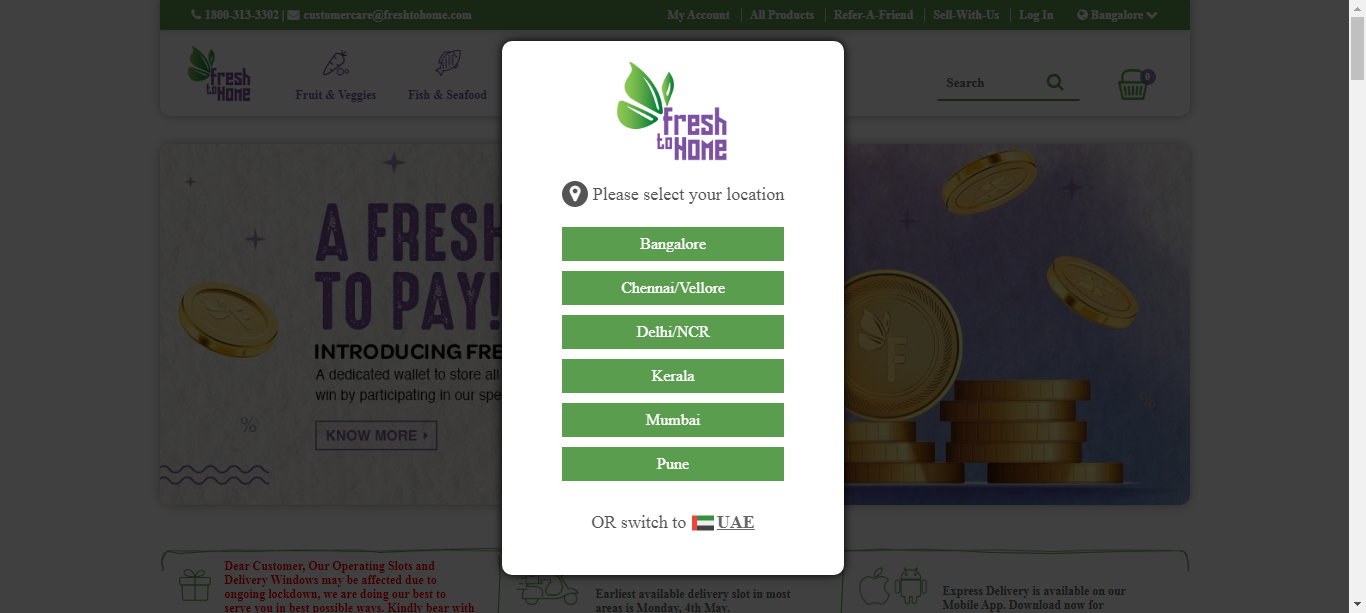 1800-313-3302 | customercare@freshtohome.com
My Account | All Products | Refer-A-Friend | Sell-With-Us | Log In
Bangalore
fresh
to HOME
Fruit & Veggies
Fish & Seafood
Search
0
fresh
to HOME
Please select your location
Bangalore
Chennai/Vellore
Delhi/NCR
Kerala
Mumbai
Pune
OR switch to UAE
A FRESH
TO PAY!
INTRODUCING FRE
A dedicated wallet to store all
win by participating in our spe
KNOW MORE
%
F
%
Dear Customer, Our Operating Slots and
Delivery Windows may be affected due to
ongoing lockdown, we are doing our best to
serve you in best possible ways. Kindly bear with
Earliest available delivery slot in most
areas is Monday, 4th May.
Express Delivery is available on our
Mobile App. Download now for